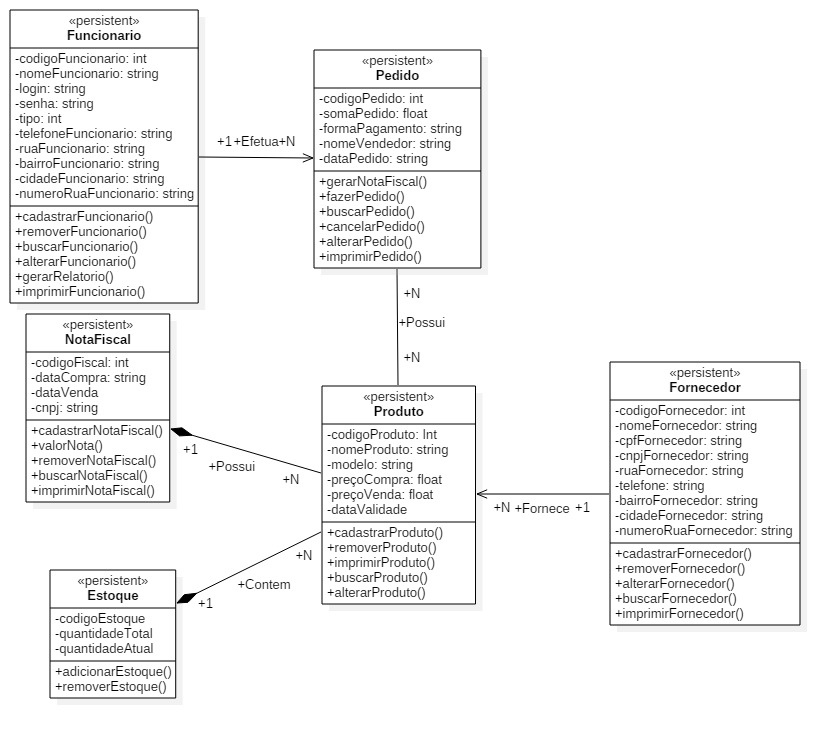 «persistent»
Funcionario
-codigoFuncionario: int
-nomeFuncionario: string
-login: string
-senha: string
-tipo: int
-telefoneFuncionario: string
-ruaFuncionario: string
-bairroFuncionario: string
-cidadeFuncionario: string
-numeroRuaFuncionario: string
+cadastrarFuncionario()
+removerFuncionario()
+buscarFuncionario()
+alterarFuncionario()
+gerarRelatorio()
+imprimirFuncionario()
+1
+Efetua
+N
«persistent»
Pedido
-codigoPedido: int
-somaPedido: float
-formaPagamento: string
-nomeVendedor: string
-dataPedido: string
+gerarNotaFiscal()
+fazerPedido()
+buscarPedido()
+cancelarPedido()
+alterarPedido()
+imprimirPedido()
+N
+Possui
+N
«persistent»
NotaFiscal
-codigoFiscal: int
-dataCompra: string
-dataVenda
-cnpj: string
+cadastrarNotaFiscal()
+valorNota()
+removerNotaFiscal()
+buscarNotaFiscal()
+imprimirNotaFiscal()
+1
+Possui
+N
«persistent»
Produto
-codigoProduto: Int
-nomeProduto: string
-modelo: string
-preçoCompra: float
-preçoVenda: float
-dataValidade
+cadastrarProduto()
+removerProduto()
+imprimirProduto()
+buscarProduto()
+alterarProduto()
+N
+Fornece
+1
«persistent»
Fornecedor
-codigoFornecedor: int
-nomeFornecedor: string
-cpfFornecedor: string
-cnpjFornecedor: string
-ruaFornecedor: string
-telefone: string
-bairroFornecedor: string
-cidadeFornecedor: string
-numeroRuaFornecedor: string
+cadastrarFornecedor()
+removerFornecedor()
+alterarFornecedor()
+buscarFornecedor()
+imprimirFornecedor()
+N
+Contem
+1
«persistent»
Estoque
-codigoEstoque
-quantidadeTotal
-quantidadeAtual
+adicionarEstoque()
+removerEstoque()